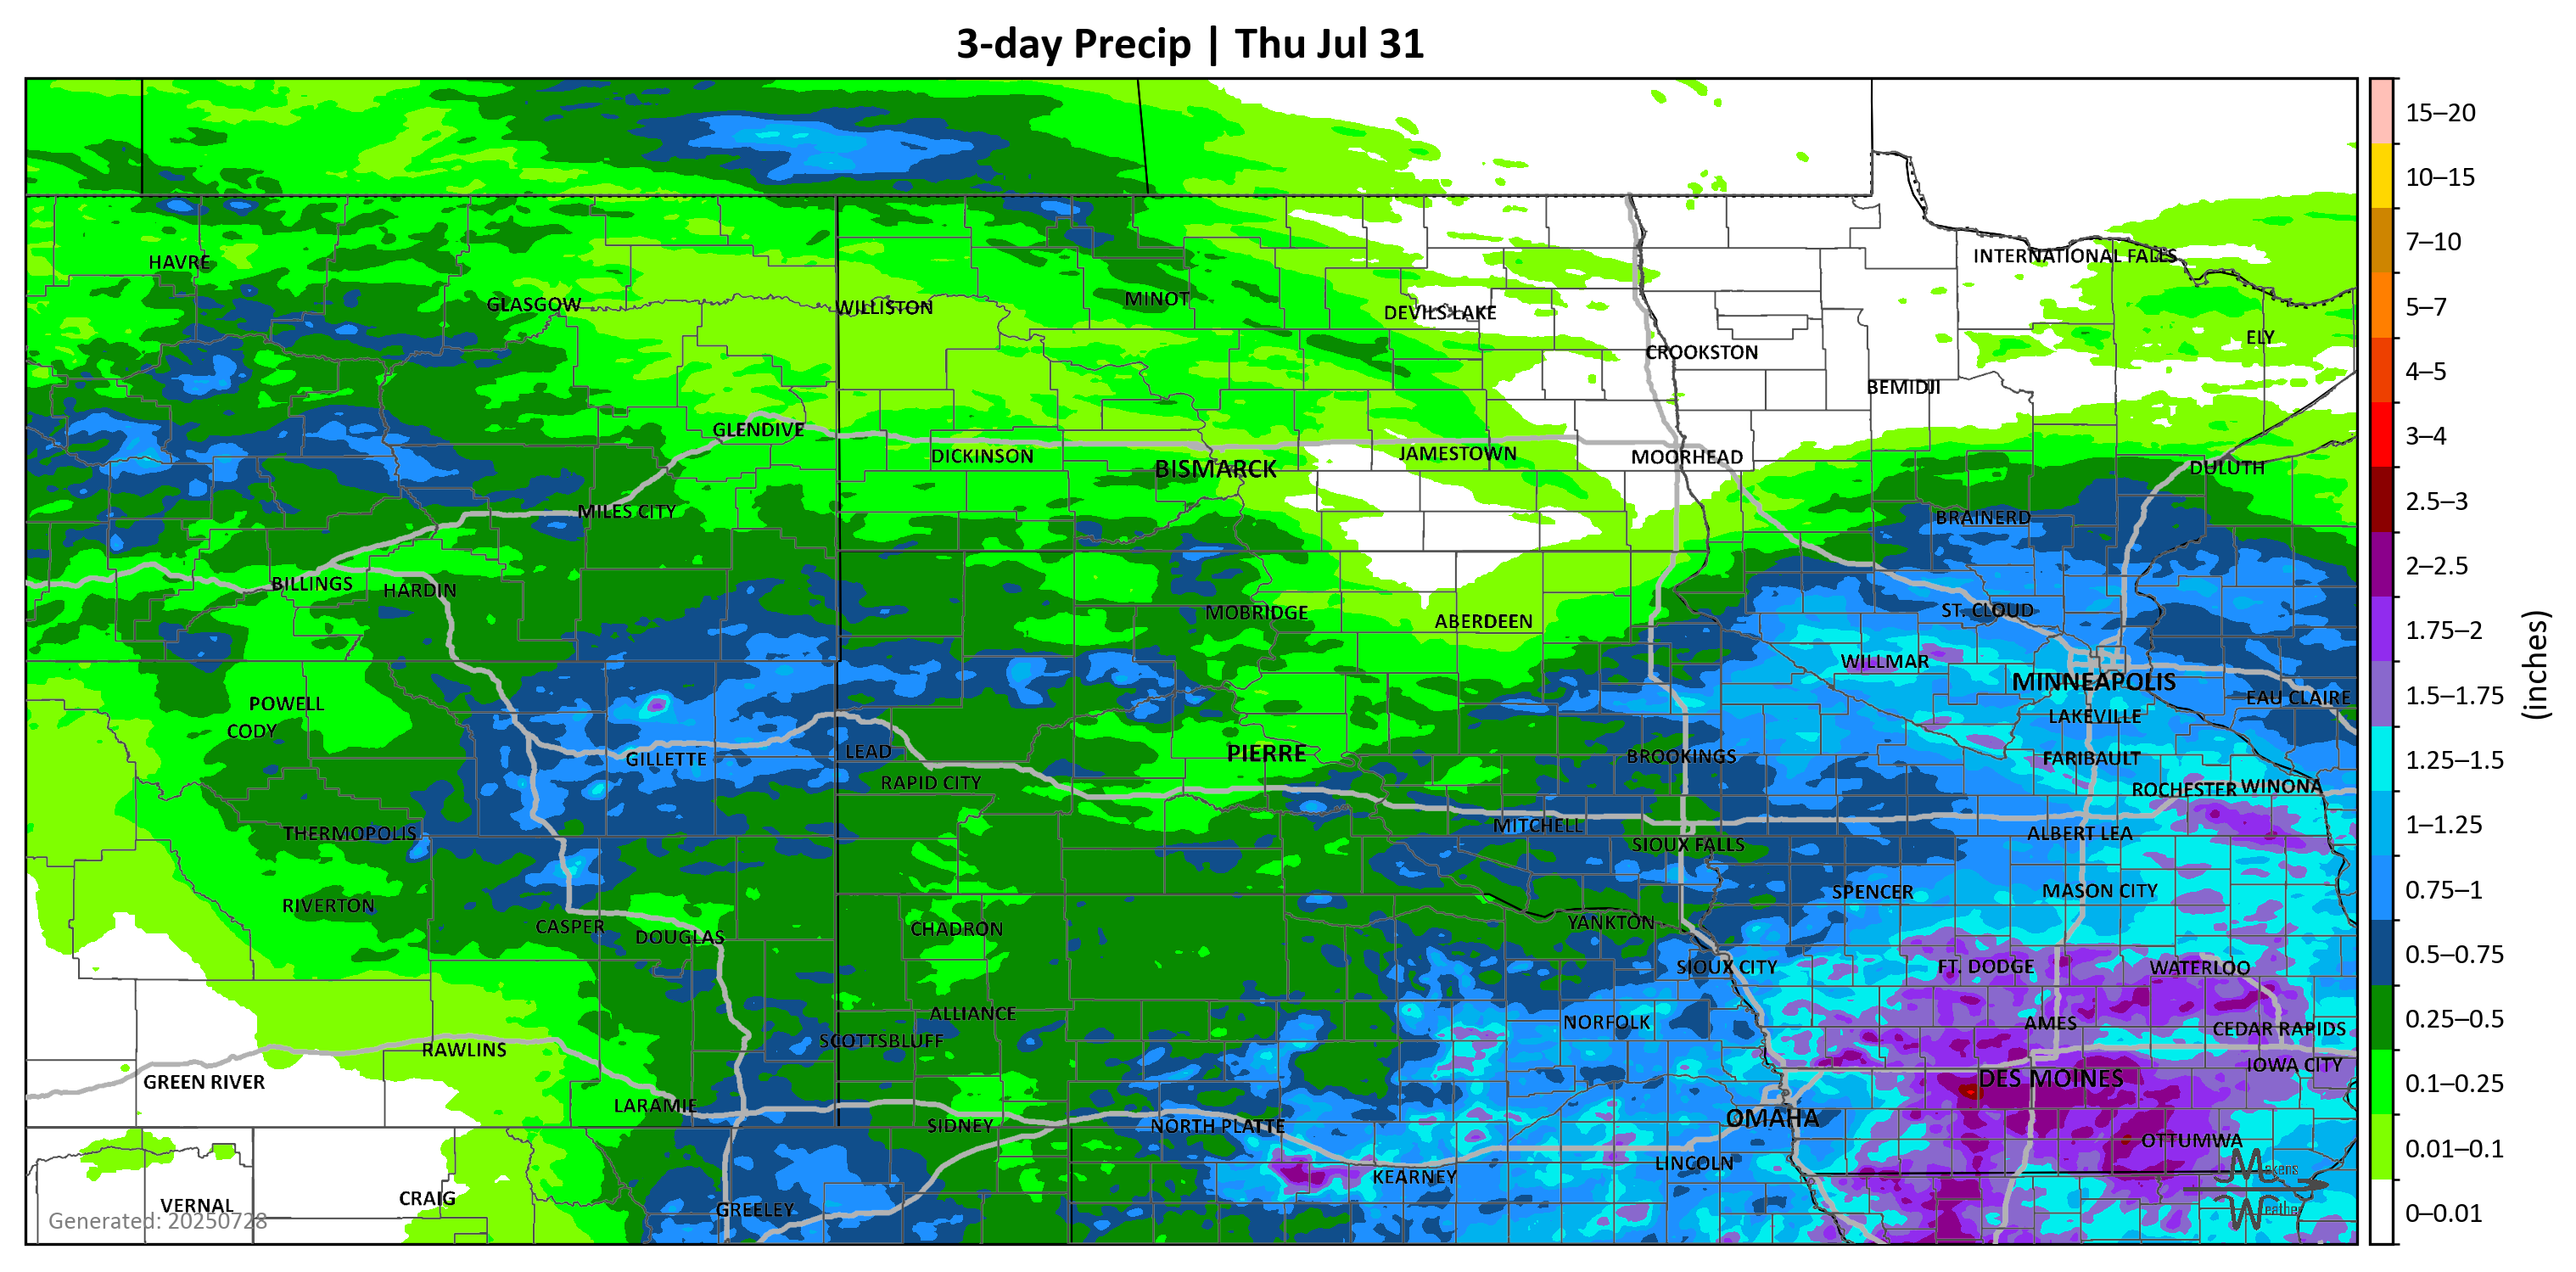 3-day Precip | Thu Jul 31
15–20
10–15
7–10
5–7
4–5
3–4
2.5–3
2–2.5
1.75–2
1.5–1.75
1.25–1.5
1–1.25
0.75–1
0.5–0.75
0.25–0.5
0.1–0.25
0.01–0.1
0–0.01
(inches)
HAVRE
INTERNATIONAL FALLS
GLASGOW
WILLISTON
MINOT
DEVILS LAKE
ELY
CROOKSTON
BEMIDJI
GLENDIVE
DICKINSON
BISMARCK
JAMESTOWN
MOORHEAD
DULUTH
MILES CITY
BRAINERD
BILLINGS
HARDIN
MOBRIDGE
ABERDEEN
ST. CLOUD
WILLMAR
MINNEAPOLIS
EAU CLAIRE
POWELL
CODY
LAKEVILLE
GILLETTE
LEAD
PIERRE
BROOKINGS
FARIBAULT
RAPID CITY
ROCHESTER
WINONA
THERMOPOLIS
MITCHELL
ALBERT LEA
SIOUX FALLS
RIVERTON
SPENCER
MASON CITY
CASPER
DOUGLAS
CHADRON
YANKTON
SIOUX CITY
FT. DODGE
WATERLOO
ALLIANCE
NORFOLK
AMES
CEDAR RAPIDS
SCOTTSBLUFF
RAWLINS
IOWA CITY
GREEN RIVER
DES MOINES
LARAMIE
SIDNEY
NORTH PLATTE
OMAHA
OTTUMWA
KEARNEY
LINCOLN
VERNAL
CRAIG
GREELEY
Mckens
Weather
Generated: 20250728